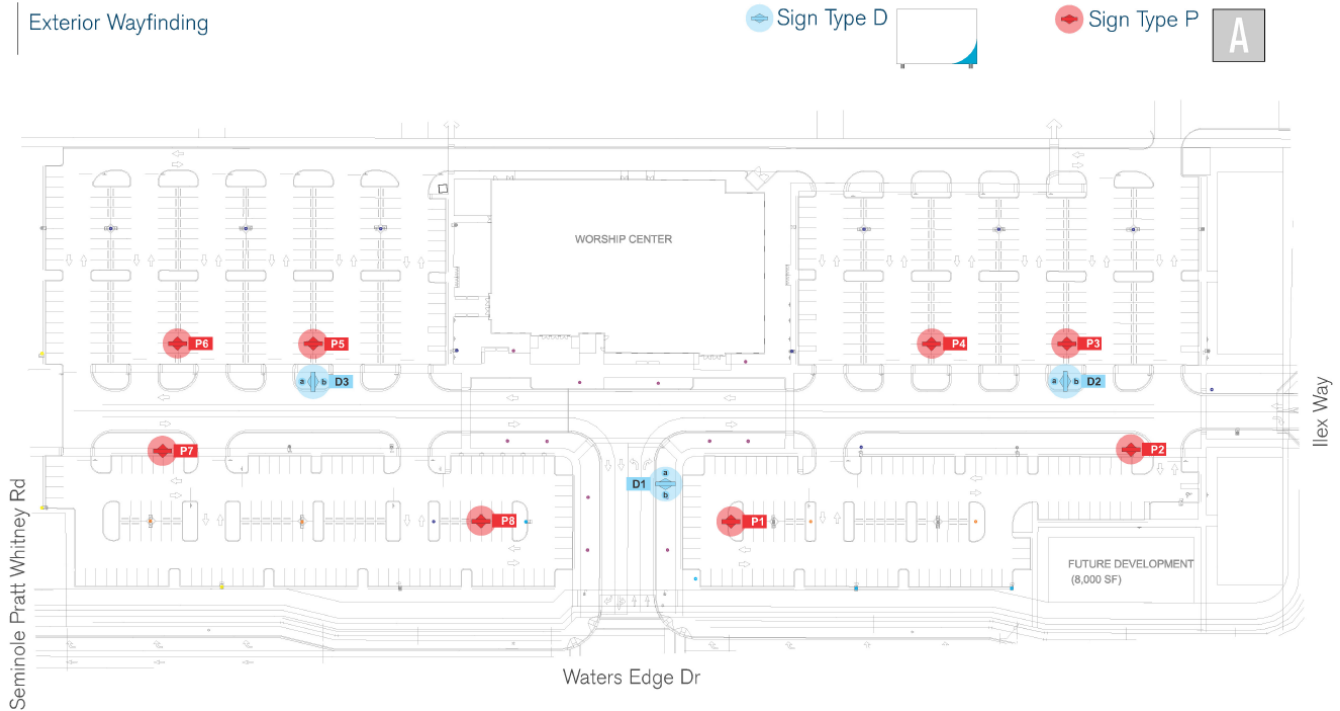 Exterior Wayfinding
Sign Type D
Sign Type P
A
WORSHIP CENTER
P6
P5
P4
P3
a b D3
a b D2
P7
P2
a
D1
b
P8
P1
FUTURE DEVELOPMENT
(8,000 SF)
Seminole Pratt Whitney Rd
Ilex Way
Waters Edge Dr